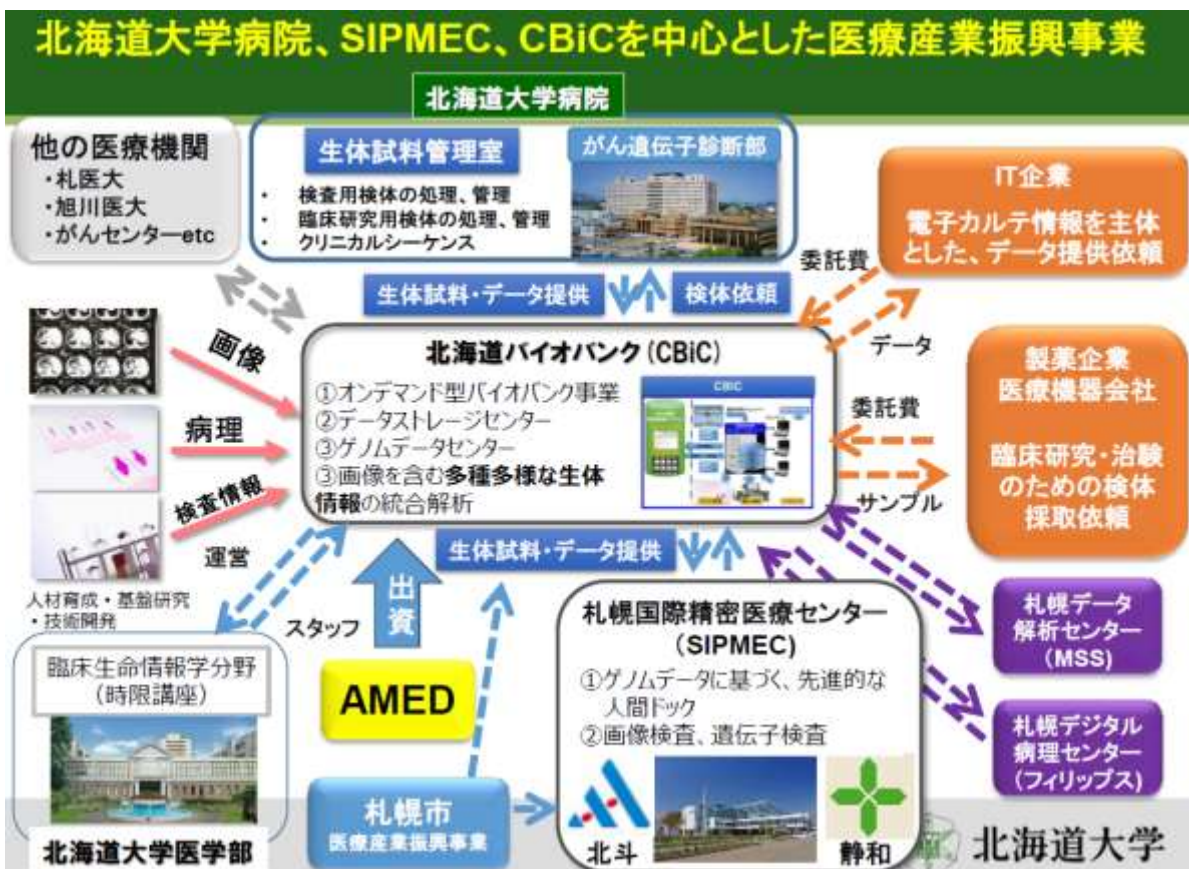 北海道大学病院、SIPMEC、CBiCを中心とした医療産業振興事業
北海道大学病院
他の医療機関
・札医大
・旭川医大
・がんセンターetc
生体試料管理室
・ 検査用検体の処理、管理
・ 臨床研究用検体の処理、管理
・ クリニカルシーケンス
がん遺伝子診断部
IT企業
電子カルテ情報を主体
とした、データ提供依頼
委託費
データ
生体試料・データ提供
検体依頼
画像
病理
検査情報
北海道バイオバンク(CBiC)
①オンデマンド型バイオバンク事業
②データストレージセンター
③ゲノムデータセンター
③画像を含む多種多様な生体
情報の統合解析
CBIC
製薬企業
医療機器会社
臨床研究・治験
のための検体
採取依頼
委託費
サンプル
運営
人材育成・基盤研究
・技術開発
スタッフ
出資
生体試料・データ提供
臨床生命情報学分野
(時限講座)
北海道大学医学部
AMED
札幌市
医療産業振興事業
札幌国際精密医療センター
(SIPMEC)
①ゲノムデータに基づく、先進的な
人間ドック
②画像検査、遺伝子検査
北斗
静和
札幌データ
解析センター
(MSS)
札幌デジタル
病理センター
(フィリップス)
北海道大学